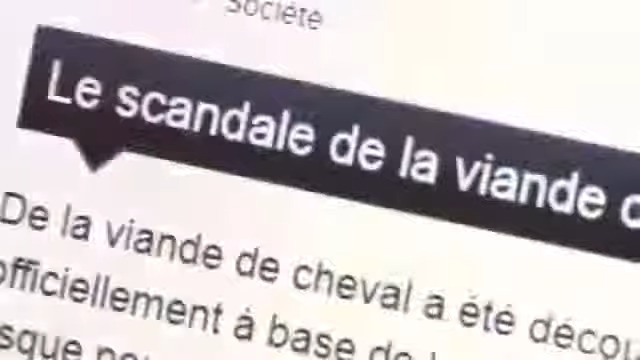 Société
Le scandale de la viande
De la viande de cheval a été
officiellement à base de